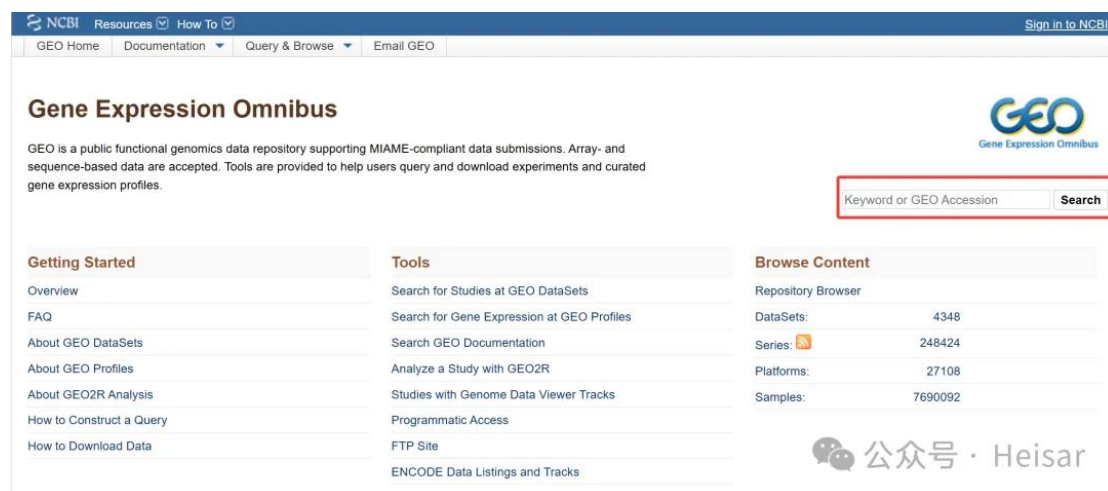 NCBI Resources How To Sign in to NCBI
GEO Home Documentation Query & Browse Email GEO
Gene Expression Omnibus
GEO is a public functional genomics data repository supporting MIAME-compliant data submissions. Array- and
sequence-based data are accepted. Tools are provided to help users query and download experiments and curated
gene expression profiles.
GEO
Gene Expression Omnibus
Keyword or GEO Accession Search
Getting Started
Overview
FAQ
About GEO DataSets
About GEO Profiles
About GEO2R Analysis
How to Construct a Query
How to Download Data
Tools
Search for Studies at GEO DataSets
Search for Gene Expression at GEO Profiles
Search GEO Documentation
Analyze a Study with GEO2R
Studies with Genome Data Viewer Tracks
Programmatic Access
FTP Site
ENCODE Data Listings and Tracks
Browse Content
Repository Browser
DataSets: 4348
Series: 248424
Platforms: 27108
Samples: 7690092
公众号 · Heisar